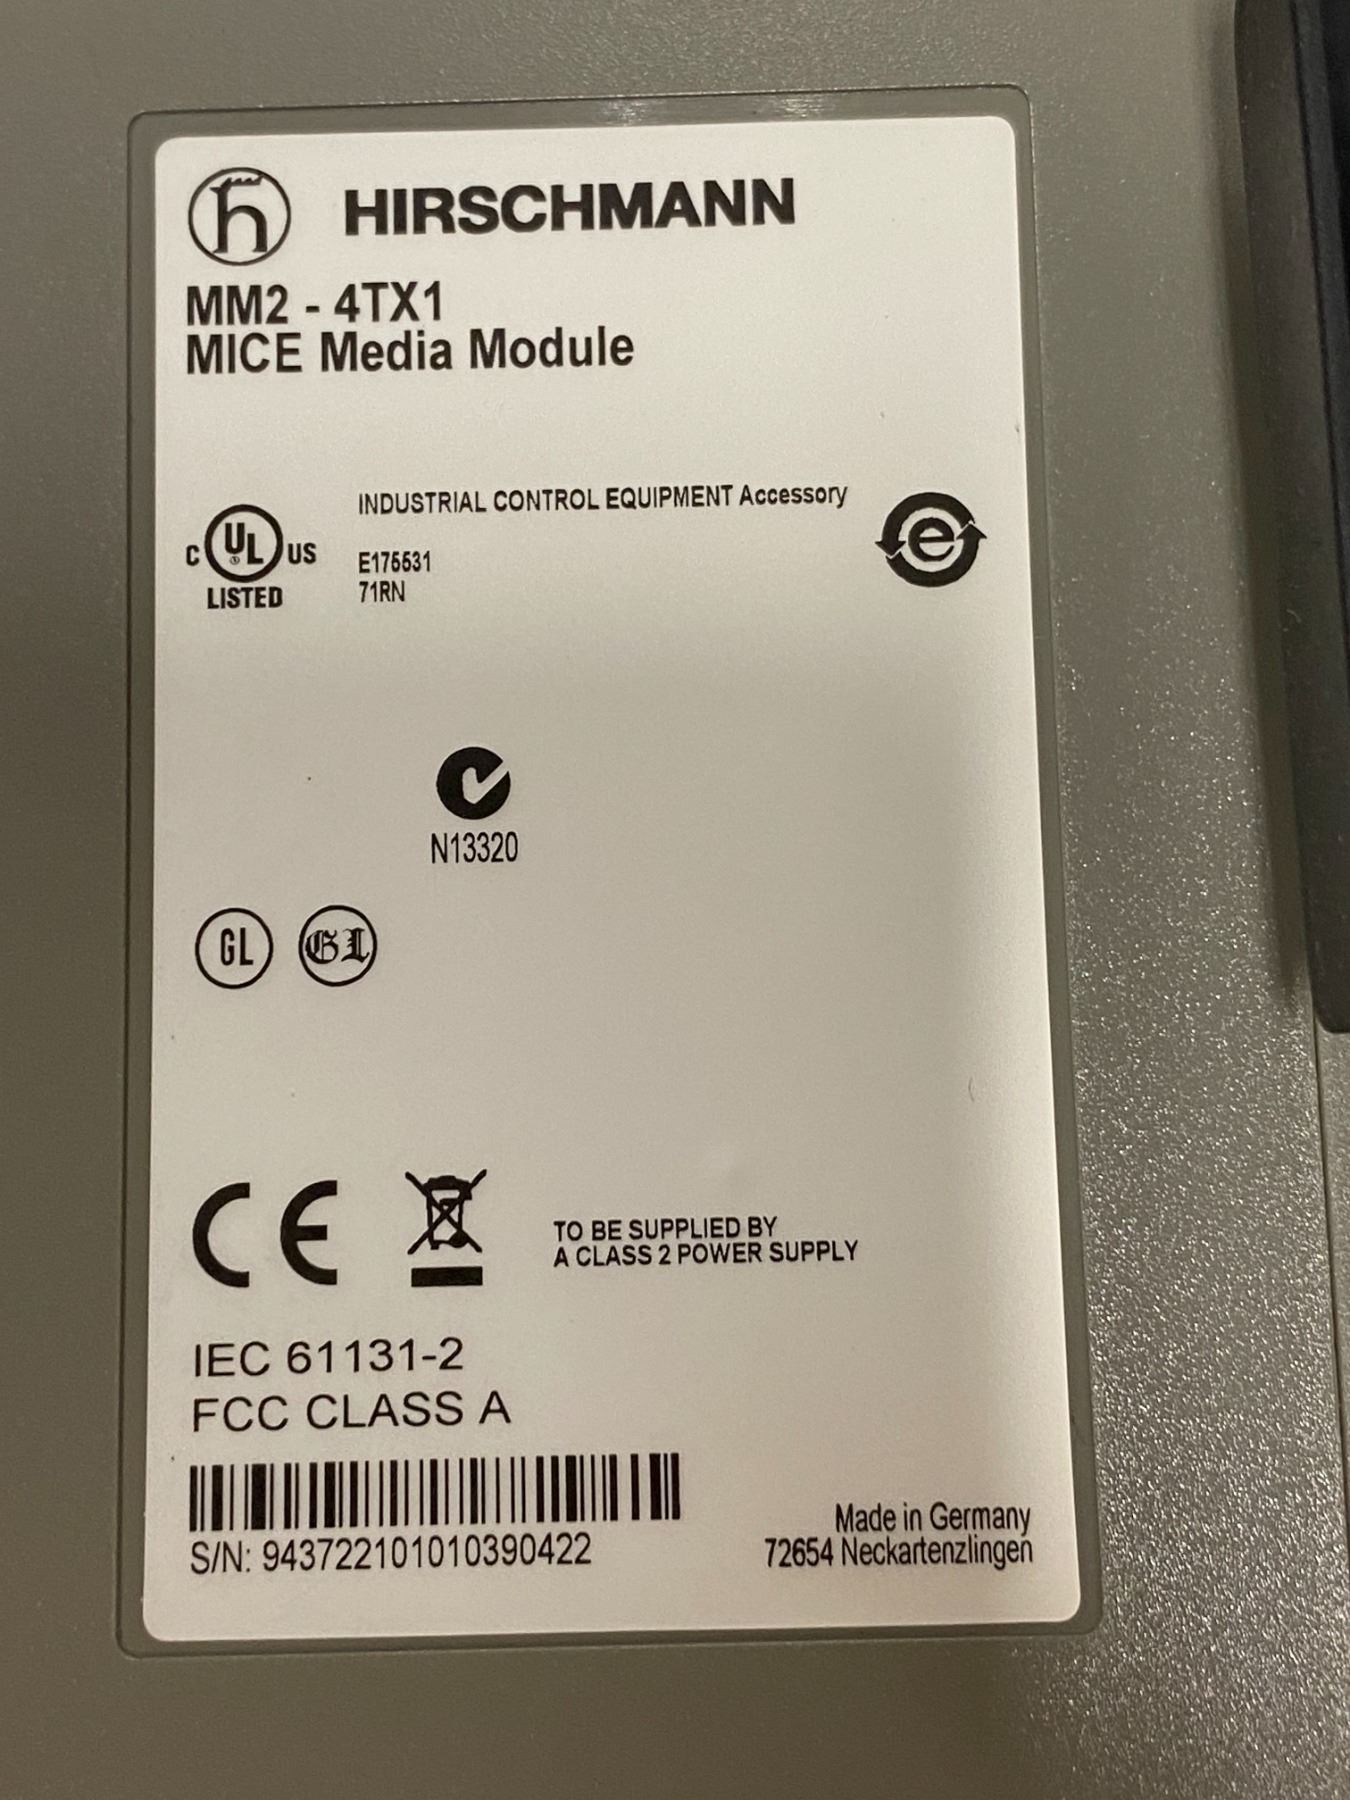 HIRSCHMANN
MM2 - 4TX1
MICE Media Module
INDUSTRIAL CONTROL EQUIPMENT Accessory
C UL ® US
LISTED
E175531
71RN
e
N13320
GL GL
CE
TO BE SUPPLIED BY
A CLASS 2 POWER SUPPLY
IEC 61131-2
FCC CLASS A
S/N: 943722101010390422
Made in Germany
72654 Neckartenzlingen